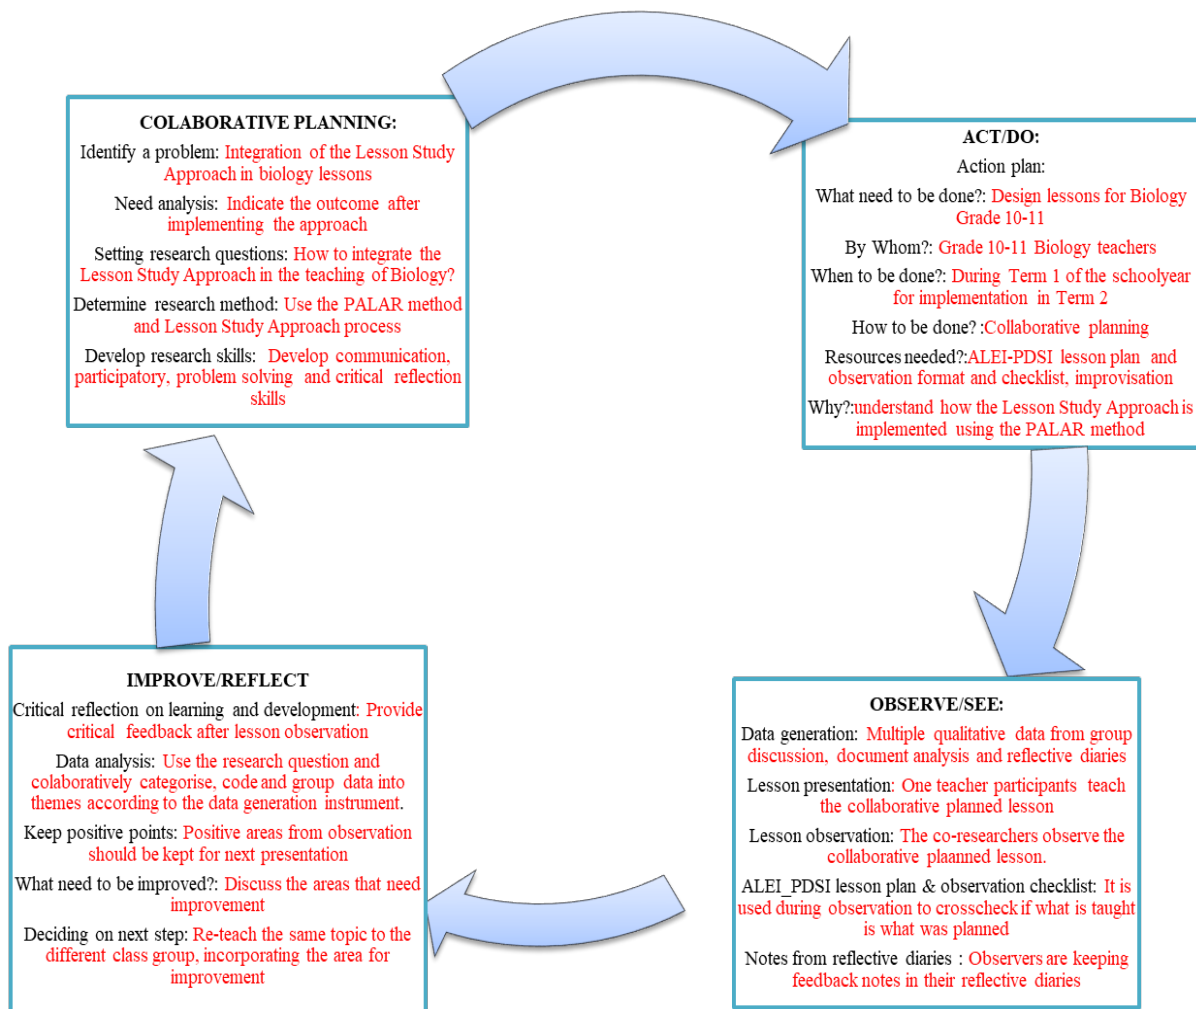 COLABORATIVE PLANNING:
Identify a problem: Integration of the Lesson Study
Approach in biology lessons
Need analysis: Indicate the outcome after
implementing the approach
Setting research questions: How to integrate the
Lesson Study Approach in the teaching of Biology?
Determine research method: Use the PALAR method
and Lesson Study Approach process
Develop research skills: Develop communication,
participatory, problem solving and critical reflection
skills
ACT/DO:
Action plan:
What need to be done?: Design lessons for Biology
Grade 10-11
By Whom?: Grade 10-11 Biology teachers
When to be done?: During Term 1 of the schoolyear
for implementation in Term 2
How to be done? :Collaborative planning
Resources needed?:ALEI-PDSI lesson plan and
observation format and checklist, improvisation
Why?:understand how the Lesson Study Approach is
implemented using the PALAR method
OBSERVE/SEE:
Data generation: Multiple qualitative data from group
discussion, document analysis and reflective diaries
Lesson presentation: One teacher participants teach
the collaborative planned lesson
Lesson observation: The co-researchers observe the
collaborative plaanned lesson.
ALEI_PDSI lesson plan & observation checklist: It is
used during observation to crosscheck if what is taught
is what was planned
Notes from reflective diaries : Observers are keeping
feedback notes in their reflective diaries
IMPROVE/REFLECT
Critical reflection on learning and development: Provide
critical feedback after lesson observation
Data analysis: Use the research question and
colaboratively categorise, code and group data into
themes according to the data generation instrument.
Keep positive points: Positive areas from observation
should be kept for next presentation
What need to be improved?: Discuss the areas that need
improvement
Deciding on next step: Re-teach the same topic to the
different class group, incorporating the area for
improvement